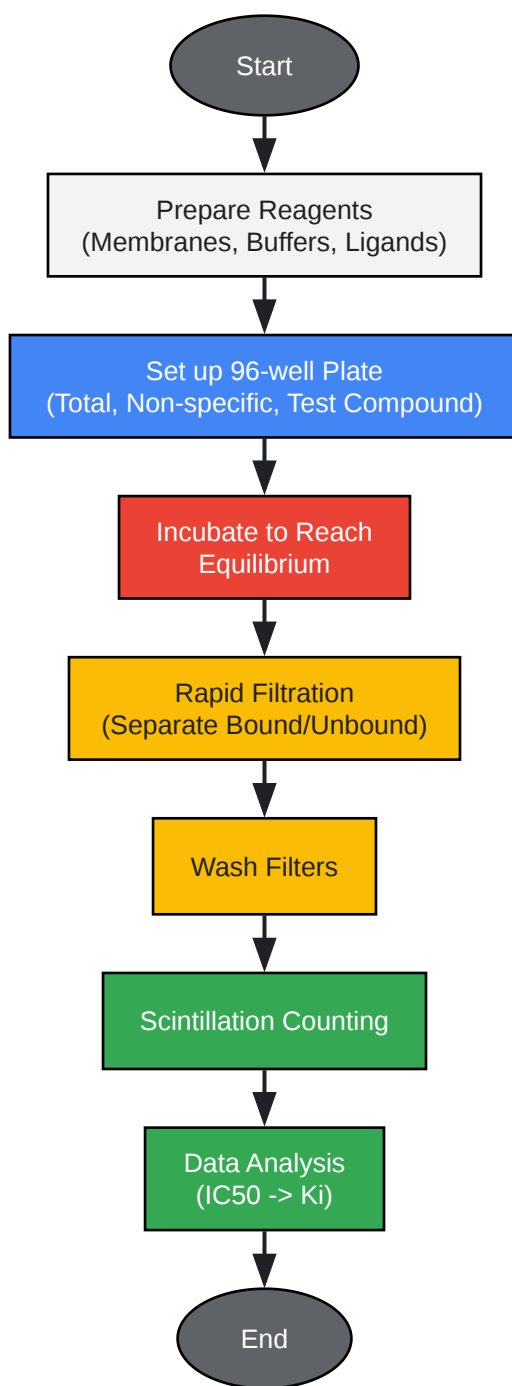 Start
Prepare Reagents
(Membranes, Buffers, Ligands)
Set up 96-well Plate
(Total, Non-specific, Test Compound)
Incubate to Reach
Equilibrium
Rapid Filtration
(Separate Bound/Unbound)
Wash Filters
Scintillation Counting
Data Analysis
(IC50 -> Ki)
End